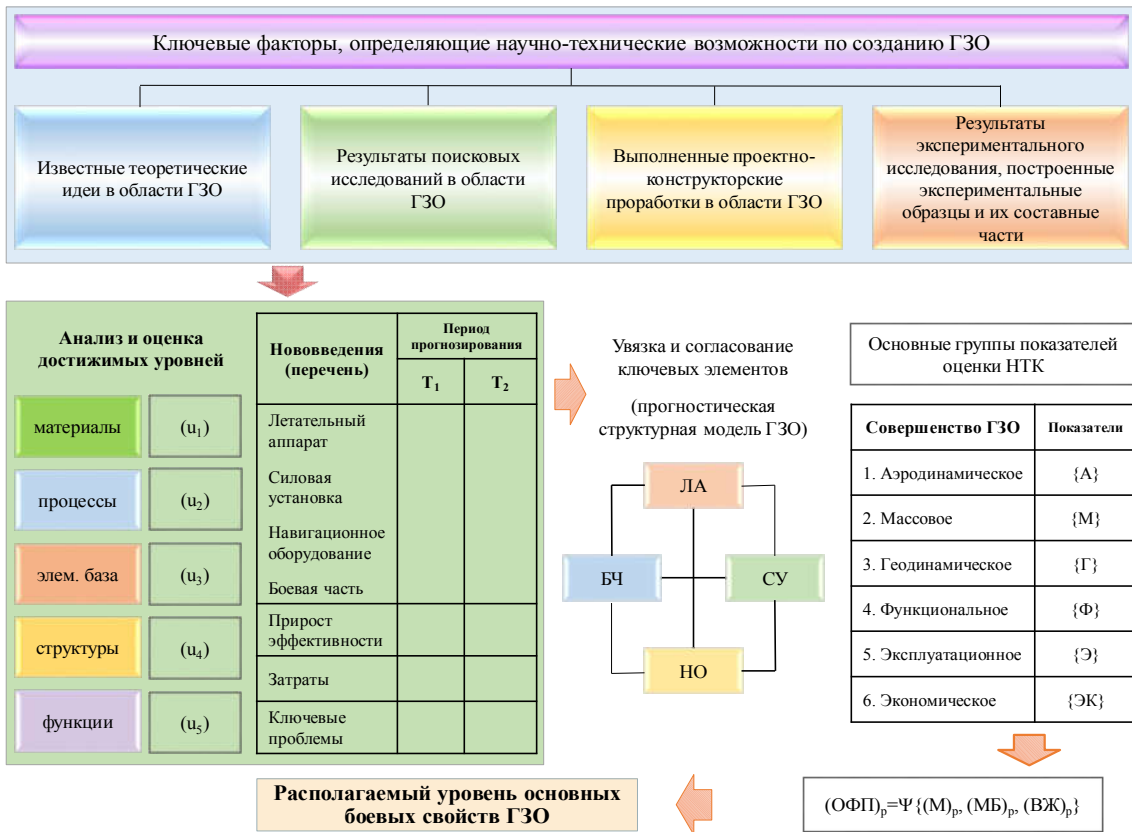 Ключевые факторы, определяющие научно-технические возможности по созданию ГЗО
Известные теоретические
идеи в области ГЗО
Результаты поисковых
исследований в области
ГЗО
Выполненные проектно-
конструкторские
проработки в области ГЗО
Результаты
экспериментального
исследования, построенные
экспериментальные
образцы и их составные
части
Анализ и оценка
достижимых уровней
материалы
(u1)
процессы
(u2)
элем. база
(u3)
структуры
(u4)
функции
(u5)
Нововведения
(перечень)
Период
прогнозирования
T1
T2
Летательный
аппарат
Силовая
установка
Навигационное
оборудование
Боевая часть
Прирост
эффективности
Затраты
Ключевые
проблемы
Увязка и согласование
ключевых элементов
(прогностическая
структурная модель ГЗО)
ЛА
БЧ
СУ
НО
Основные группы показателей
оценки НТК
Совершенство ГЗО
Показатели
1. Аэродинамическое
{А}
2. Массовое
{М}
3. Геодинамическое
{Г}
4. Функциональное
{Ф}
5. Эксплуатационное
{Э}
6. Экономическое
{ЭК}
(ОФП)р=Ψ{(М)р, (МБ)р, (ВЖ)р}
Располагаемый уровень основных
боевых свойств ГЗО